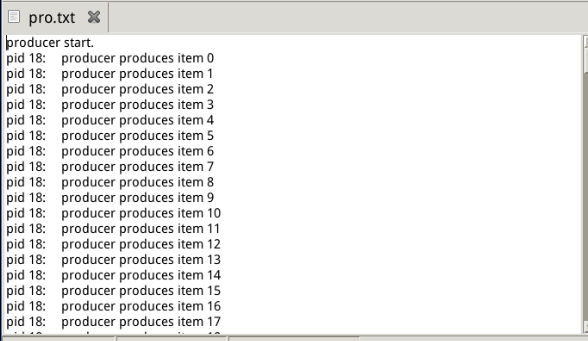 pro.txt
producer start.
pid 18: producer produces item 0
pid 18: producer produces item 1
pid 18: producer produces item 2
pid 18: producer produces item 3
pid 18: producer produces item 4
pid 18: producer produces item 5
pid 18: producer produces item 6
pid 18: producer produces item 7
pid 18: producer produces item 8
pid 18: producer produces item 9
pid 18: producer produces item 10
pid 18: producer produces item 11
pid 18: producer produces item 12
pid 18: producer produces item 13
pid 18: producer produces item 14
pid 18: producer produces item 15
pid 18: producer produces item 16
pid 18: producer produces item 17